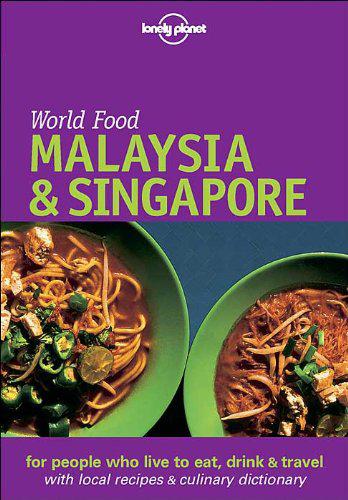 lonely planet
World Food
MALAYSIA
& SINGAPORE
for people who live to eat, drink & travel
with local recipes & culinary dictionary